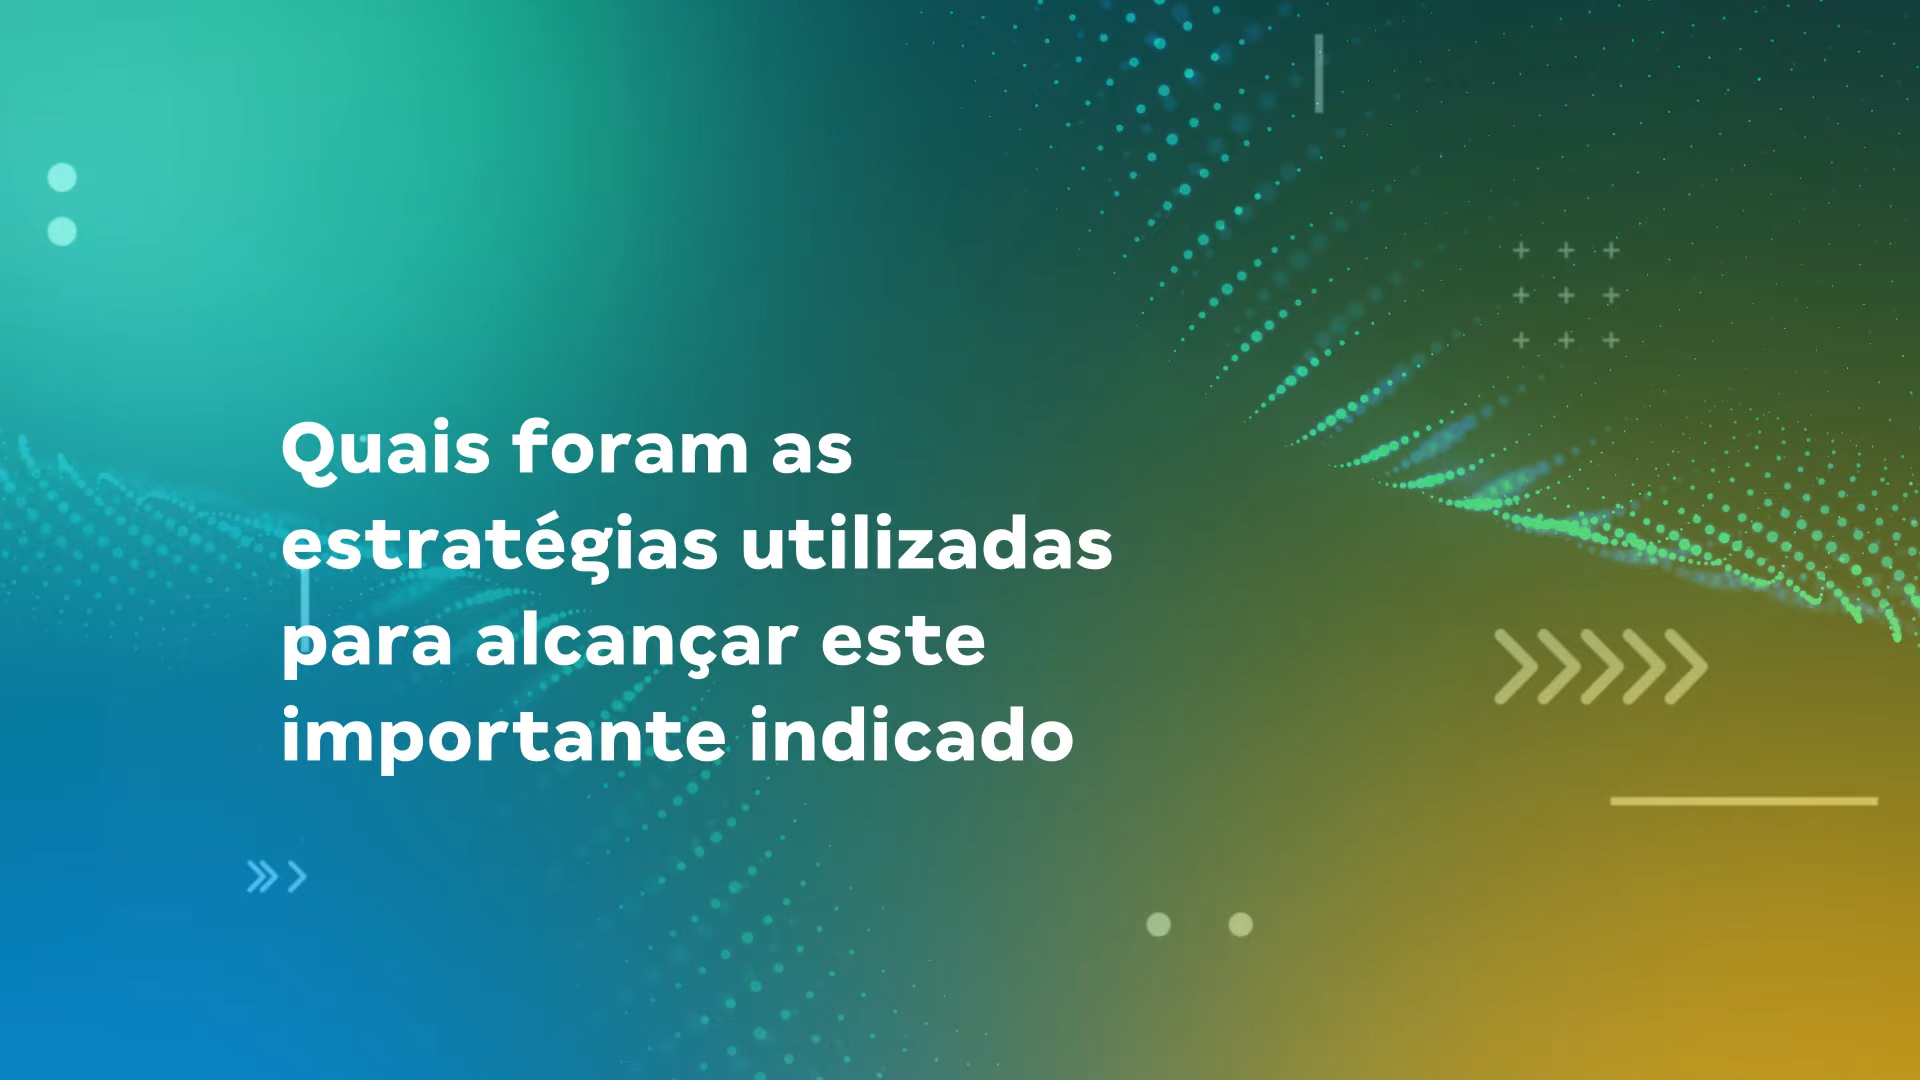 Quais foram as
estratégias utilizadas
para alcançar este
importante indicado